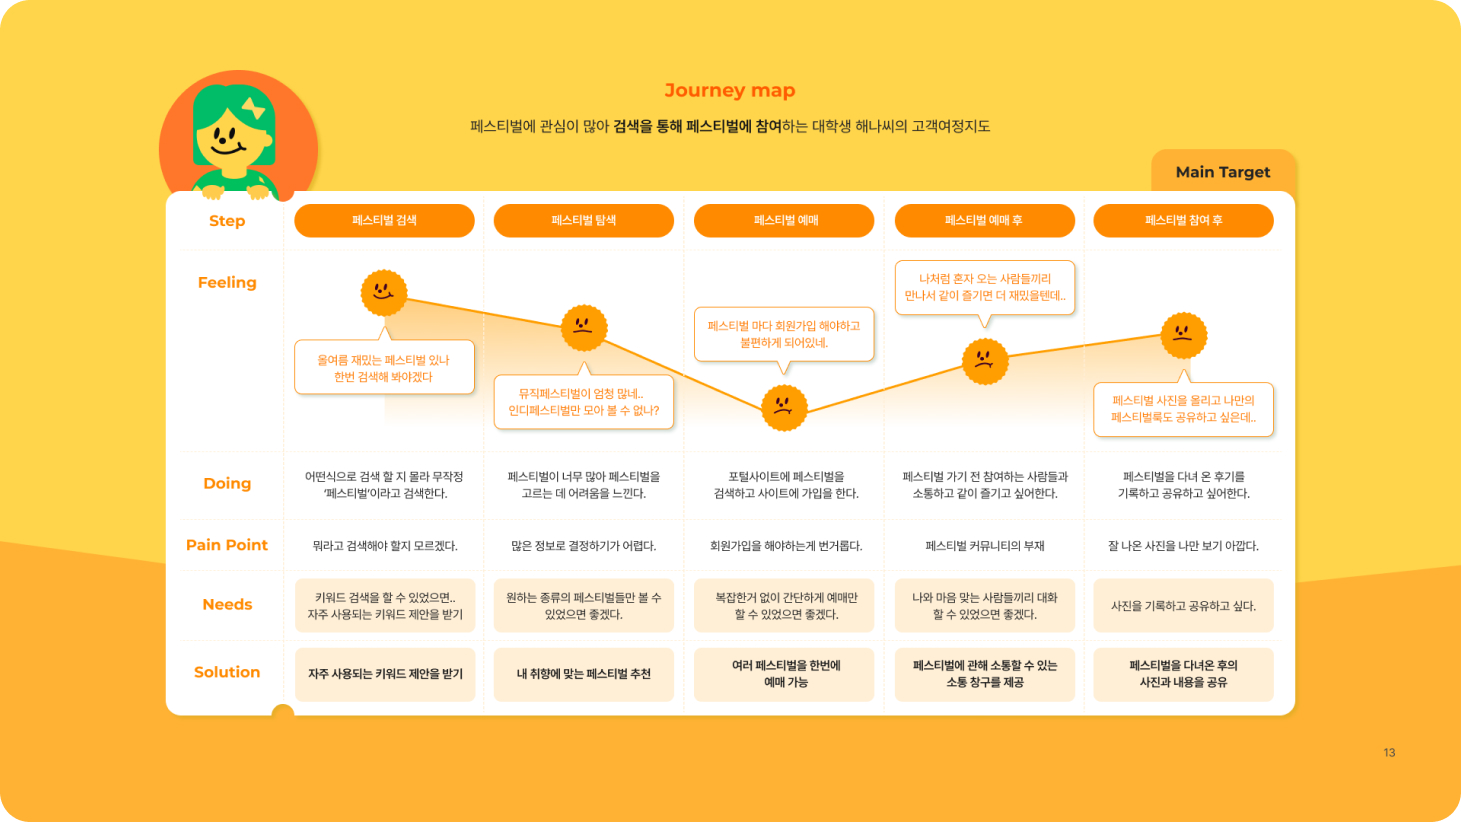 Journey map
페스티벌에 관심이 많아 검색을 통해 페스티벌에 참여하는 대학생 해나씨의 고객여정지도
Main Target
Step
페스티벌 검색
페스티벌 탐색
페스티벌 예매
페스티벌 예매 후
페스티벌 참여 후
Feeling
올여름 재밌는 페스티벌 있나
한번 검색해 봐야겠다
뮤직페스티벌이 엄청 많네..
인디페스티벌만 모아 볼 수 없나?
페스티벌 마다 회원가입 해야하고
불편하게 되어있네.
나처럼 혼자 오는 사람들끼리
만나서 같이 즐기면 더 재밌을텐데..
페스티벌 사진을 올리고 나만의
페스티벌룩도 공유하고 싶은데..
Doing
어떤식으로 검색 할 지 몰라 무작정
‘페스티벌’이라고 검색한다.
페스티벌이 너무 많아 페스티벌을
고르는 데 어려움을 느낀다.
포털사이트에 페스티벌을
검색하고 사이트에 가입을 한다.
페스티벌 가기 전 참여하는 사람들과
소통하고 같이 즐기고 싶어한다.
페스티벌을 다녀 온 후기를
기록하고 공유하고 싶어한다.
Pain Point
뭐라고 검색해야 할지 모르겠다.
많은 정보로 결정하기가 어렵다.
회원가입을 해야하는게 번거롭다.
페스티벌 커뮤니티의 부재
잘 나온 사진을 나만 보기 아깝다.
Needs
키워드 검색을 할 수 있었으면..
자주 사용되는 키워드 제안을 받기
원하는 종류의 페스티벌들만 볼 수
있었으면 좋겠다.
복잡한거 없이 간단하게 예매만
할 수 있었으면 좋겠다.
나와 마음 맞는 사람들끼리 대화
할 수 있었으면 좋겠다.
사진을 기록하고 공유하고 싶다.
Solution
자주 사용되는 키워드 제안을 받기
내 취향에 맞는 페스티벌 추천
여러 페스티벌을 한번에
예매 가능
페스티벌에 관해 소통할 수 있는
소통 창구를 제공
페스티벌을 다녀온 후의
사진과 내용을 공유
13